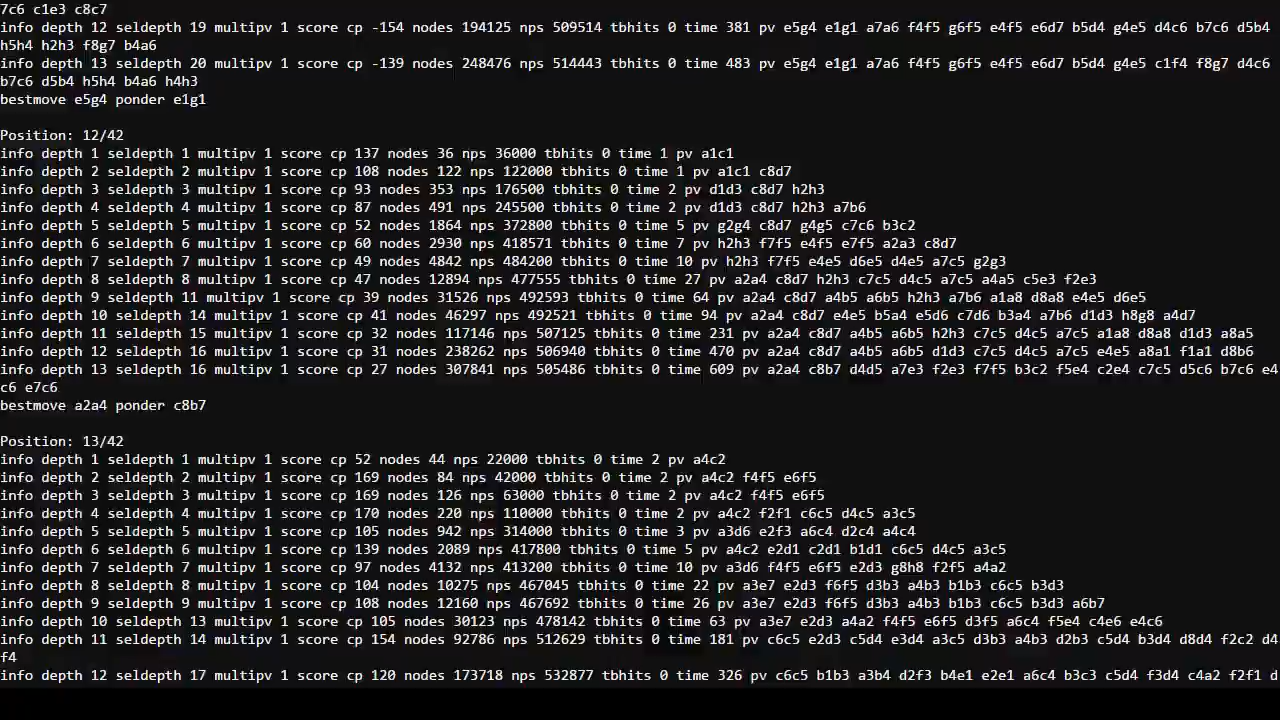 7c6 c1e3 c8c7
info depth 12 seldepth 19 multipv 1 score cp -154 nodes 194125 nps 509514 tbhits 0 time 381 pv e5g4 e1g1 a7a6 f4f5 g6f5 e4f5 e6d7 b5d4 g4e5 d4c6 b7c6 d5b4
h5h4 h2h3 f8g7 b4a6
info depth 13 seldepth 20 multipv 1 score cp -139 nodes 248476 nps 514443 tbhits 0 time 483 pv e5g4 e1g1 a7a6 f4f5 g6f5 e4f5 e6d7 b5d4 g4e5 c1f4 f8g7 d4c6
b7c6 d5b4 h5h4 b4a6 h4h3
bestmove e5g4 ponder e1g1
Position: 12/42
info depth 1 seldepth 1 multipv 1 score cp 137 nodes 36 nps 36000 tbhits 0 time 1 pv a1c1
info depth 2 seldepth 2 multipv 1 score cp 108 nodes 122 nps 122000 tbhits 0 time 1 pv a1c1 c8d7
info depth 3 seldepth 3 multipv 1 score cp 93 nodes 353 nps 176500 tbhits 0 time 2 pv d1d3 c8d7 h2h3
info depth 4 seldepth 4 multipv 1 score cp 87 nodes 491 nps 245500 tbhits 0 time 2 pv d1d3 c8d7 h2h3 a7b6
info depth 5 seldepth 5 multipv 1 score cp 52 nodes 1864 nps 372800 tbhits 0 time 5 pv g2g4 c8d7 g4g5 c7c6 b3c2
info depth 6 seldepth 6 multipv 1 score cp 60 nodes 2930 nps 418571 tbhits 0 time 7 pv h2h3 f7f5 e4f5 e7f5 a2a3 c8d7
info depth 7 seldepth 7 multipv 1 score cp 49 nodes 4842 nps 484200 tbhits 0 time 10 pv h2h3 f7f5 e4e5 d6e5 d4e5 a7c5 g2g3
info depth 8 seldepth 8 multipv 1 score cp 47 nodes 12894 nps 477555 tbhits 0 time 27 pv a2a4 c8d7 h2h3 c7c5 d4c5 a7c5 a4a5 c5e3 f2e3
info depth 9 seldepth 11 multipv 1 score cp 39 nodes 31526 nps 492593 tbhits 0 time 64 pv a2a4 c8d7 a4b5 a6b5 h2h3 a7b6 a1a8 d8a8 e4e5 d6e5
info depth 10 seldepth 14 multipv 1 score cp 41 nodes 46297 nps 492521 tbhits 0 time 94 pv a2a4 c8d7 e4e5 b5a4 e5d6 c7d6 b3a4 a7b6 d1d3 h8g8 a4d7
info depth 11 seldepth 15 multipv 1 score cp 32 nodes 117146 nps 507125 tbhits 0 time 231 pv a2a4 c8d7 a4b5 a6b5 h2h3 c7c5 d4c5 a7c5 a1a8 d8a8 d1d3 a8a5
info depth 12 seldepth 16 multipv 1 score cp 31 nodes 238262 nps 506940 tbhits 0 time 470 pv a2a4 c8d7 a4b5 a6b5 d1d3 c7c5 d4c5 a7c5 e4e5 a8a1 f1a1 d8b6
info depth 13 seldepth 16 multipv 1 score cp 27 nodes 307841 nps 505486 tbhits 0 time 609 pv a2a4 c8b7 d4d5 a7e3 f2e3 f7f5 b3c2 f5e4 c2e4 c7c5 d5c6 b7c6 e4
c6 e7c6
bestmove a2a4 ponder c8b7
Position: 13/42
info depth 1 seldepth 1 multipv 1 score cp 52 nodes 44 nps 22000 tbhits 0 time 2 pv a4c2
info depth 2 seldepth 2 multipv 1 score cp 169 nodes 84 nps 42000 tbhits 0 time 2 pv a4c2 f4f5 e6f5
info depth 3 seldepth 3 multipv 1 score cp 169 nodes 126 nps 63000 tbhits 0 time 2 pv a4c2 f4f5 e6f5
info depth 4 seldepth 4 multipv 1 score cp 170 nodes 220 nps 110000 tbhits 0 time 2 pv a4c2 f2f1 c6c5 d4c5 a3c5
info depth 5 seldepth 5 multipv 1 score cp 105 nodes 942 nps 314000 tbhits 0 time 3 pv a3d6 e2f3 a6c4 d2c4 a4c4
info depth 6 seldepth 6 multipv 1 score cp 139 nodes 2089 nps 417800 tbhits 0 time 5 pv a4c2 e2d1 c2d1 b1d1 c6c5 d4c5 a3c5
info depth 7 seldepth 7 multipv 1 score cp 97 nodes 4132 nps 413200 tbhits 0 time 10 pv a3d6 f4f5 e6f5 e2d3 g8h8 f2f5 a4a2
info depth 8 seldepth 8 multipv 1 score cp 104 nodes 10275 nps 467045 tbhits 0 time 22 pv a3e7 e2d3 f6f5 d3b3 a4b3 b1b3 c6c5 b3d3
info depth 9 seldepth 9 multipv 1 score cp 108 nodes 12160 nps 467692 tbhits 0 time 26 pv a3e7 e2d3 f6f5 d3b3 a4b3 b1b3 c6c5 b3d3 a6b7
info depth 10 seldepth 13 multipv 1 score cp 105 nodes 30123 nps 478142 tbhits 0 time 63 pv a3e7 e2d3 a4a2 f4f5 e6f5 d3f5 a6c4 f5e4 c4e6 e4c6
info depth 11 seldepth 14 multipv 1 score cp 154 nodes 92786 nps 512629 tbhits 0 time 181 pv c6c5 e2d3 c5d4 e3d4 a3c5 d3b3 a4b3 d2b3 c5d4 b3d4 d8d4 f2c2 d4
f4
info depth 12 seldepth 17 multipv 1 score cp 120 nodes 173718 nps 532877 tbhits 0 time 326 pv c6c5 b1b3 a3b4 d2f3 b4e1 e2e1 a6c4 b3c3 c5d4 f3d4 c4a2 f2f1 d